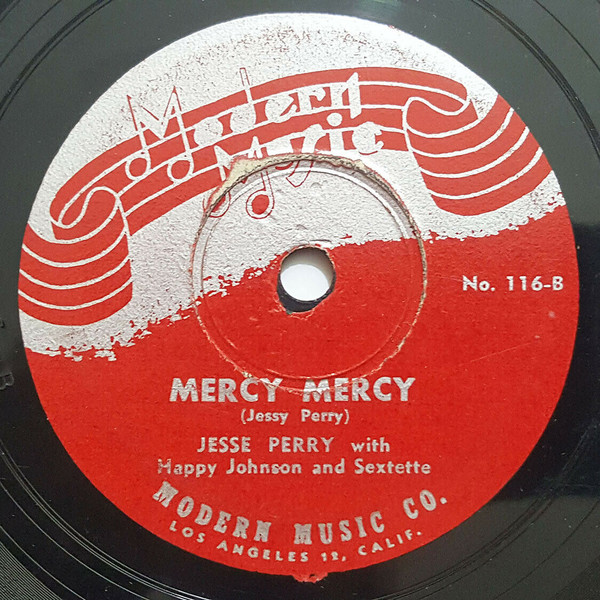 Modern
Music
No. 116-B
MERCY MERCY
(Jessy Perry)
JESSE PERRY with
Happy Johnson and Sextette
MODERN MUSIC CO.
LOS ANGELES 12, CALIF.